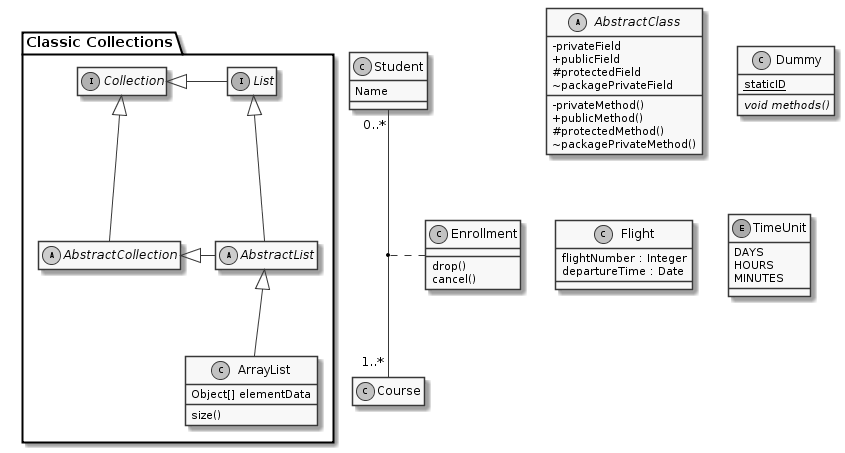 Classic Collections
I Collection
I List
A AbstractCollection
A AbstractList
C ArrayList
Object[] elementData
size()
C Student
Name
0..*
1..*
C Course
C Enrollment
drop()
cancel()
A AbstractClass
-privateField
+publicField
#protectedField
~packagePrivateField
-privateMethod()
+publicMethod()
#protectedMethod()
~packagePrivateMethod()
C Dummy
staticID
void methods()
C Flight
flightNumber : Integer
departureTime : Date
E TimeUnit
DAYS
HOURS
MINUTES